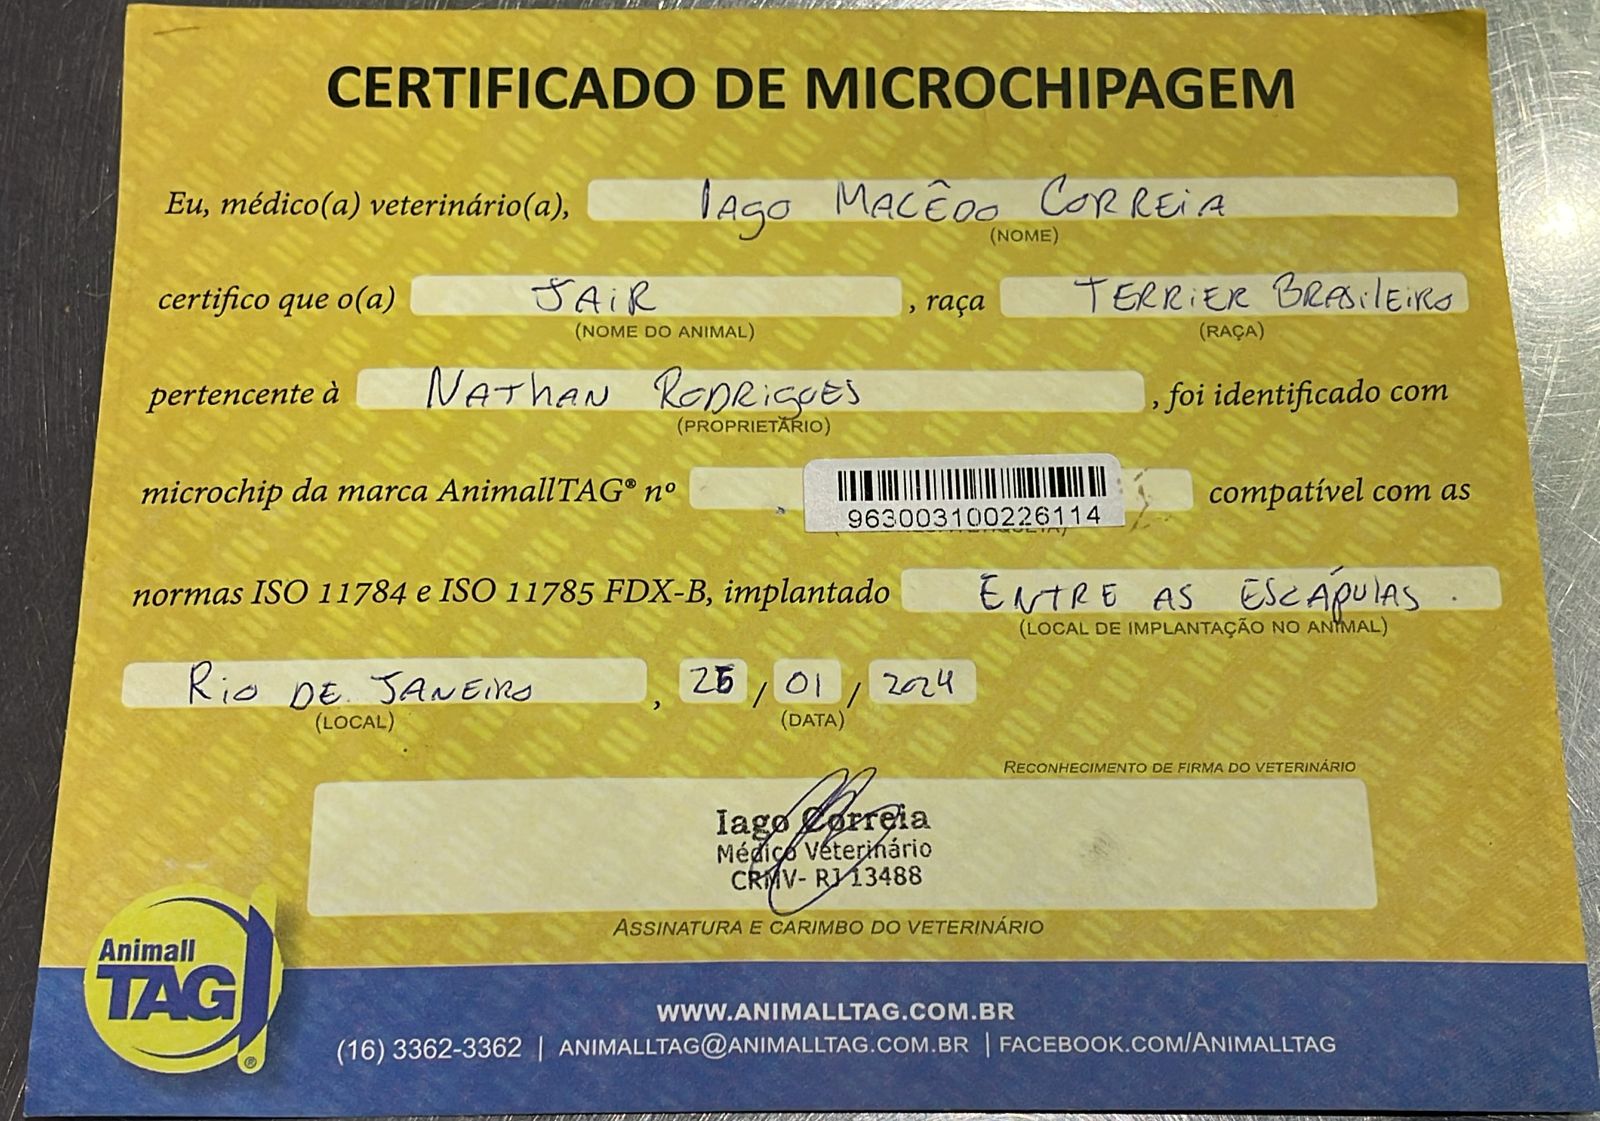 CERTIFICADO DE MICROCHIPAGEM
Eu, médico(a) veterinário(a), IAGO MACÊDO CORREIA
(NOME)
certifico que o(a) JAIR , raça TERRIER BRASILEIRO
(NOME DO ANIMAL) (RAÇA)
pertencente à NATHAN RODRIGUES , foi identificado com
(PROPRIETÁRIO)
microchip da marca AnimallTAG® nº 963003100226114 compatível com as
normas ISO 11784 e ISO 11785 FDX-B, implantado ENTRE AS ESCÁPULAS.
(LOCAL DE IMPLANTAÇÃO NO ANIMAL)
RIO DE JANEIRO , / 01 / 2024
(LOCAL) (DATA)
RECONHECIMENTO DE FIRMA DO VETERINÁRIO
Iago Correia
Médico Veterinário
CRMV- RJ 13488
ASSINATURA E CARIMBO DO VETERINÁRIO
Animall
TAG
®
WWW.ANIMALLTAG.COM.BR
(16) 3362-3362 | ANIMALLTAG@ANIMALLTAG.COM.BR | FACEBOOK.COM/ANIMALLTAG